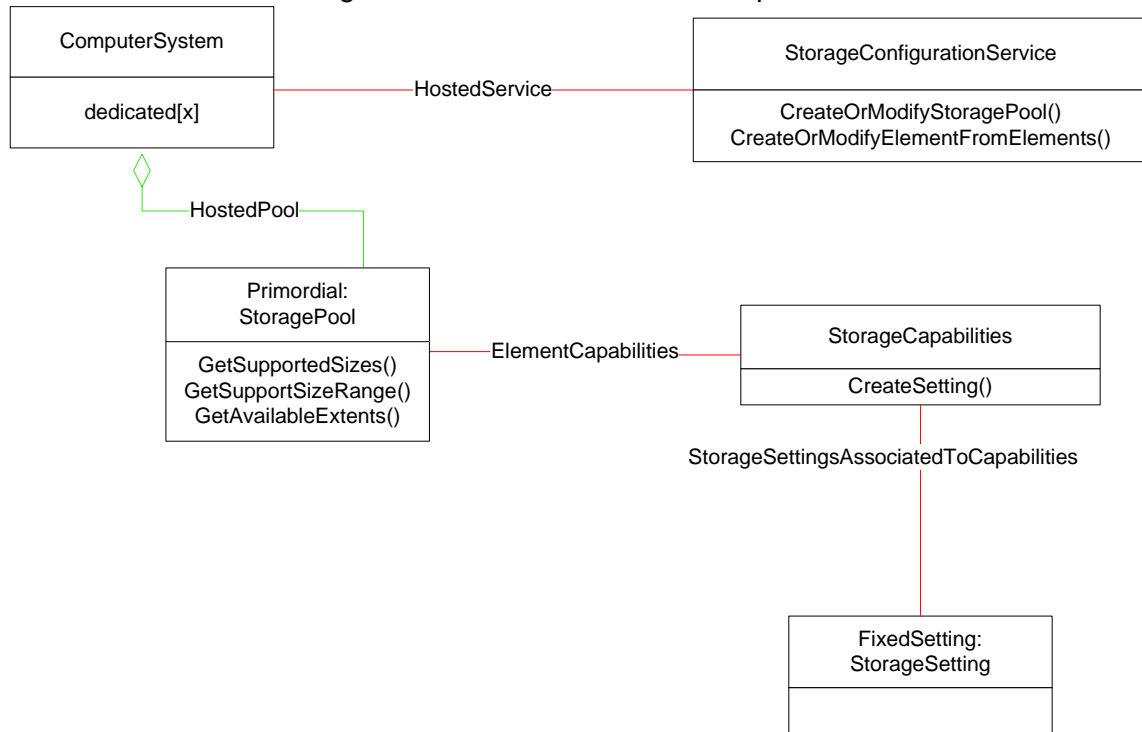 ComputerSystem
dedicated[x]
HostedService
StorageConfigurationService
CreateOrModifyStoragePool()
CreateOrModifyElementFromElements()
HostedPool
Primordial:
StoragePool
GetSupportedSizes()
GetSupportSizeRange()
GetAvailableExtents()
ElementCapabilities
StorageCapabilities
CreateSetting()
StorageSettingsAssociatedToCapabilities
FixedSetting:
StorageSetting